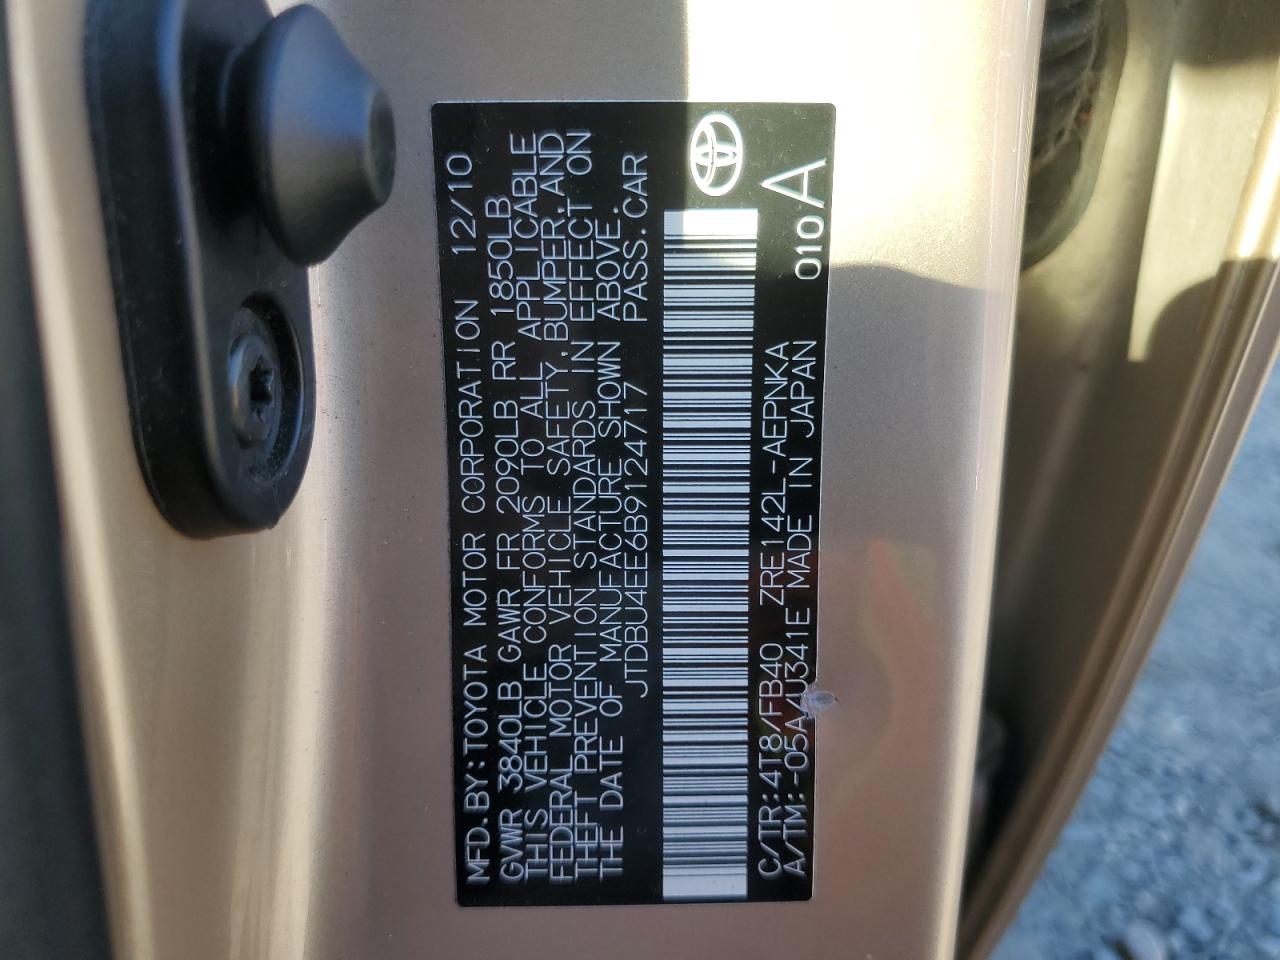 MFD.BY:TOYOTA MOTOR CORPORATION 12/10
GVWR 3840LB GAWR FR 2090LB RR 1850LB
THIS VEHICLE CONFORMS TO ALL APPLICABLE
FEDERAL MOTOR VEHICLE SAFETY,BUMPER,AND
THEFT PREVENTION STANDARDS IN EFFECT ON
THE DATE OF MANUFACTURE SHOWN ABOVE.
JTDBU4EE6B9124717 PASS.CAR
C/TR:4T8/FB40 ZRE142L-AEPNKA
A/TM:-05A/U341E MADE IN JAPAN 010A